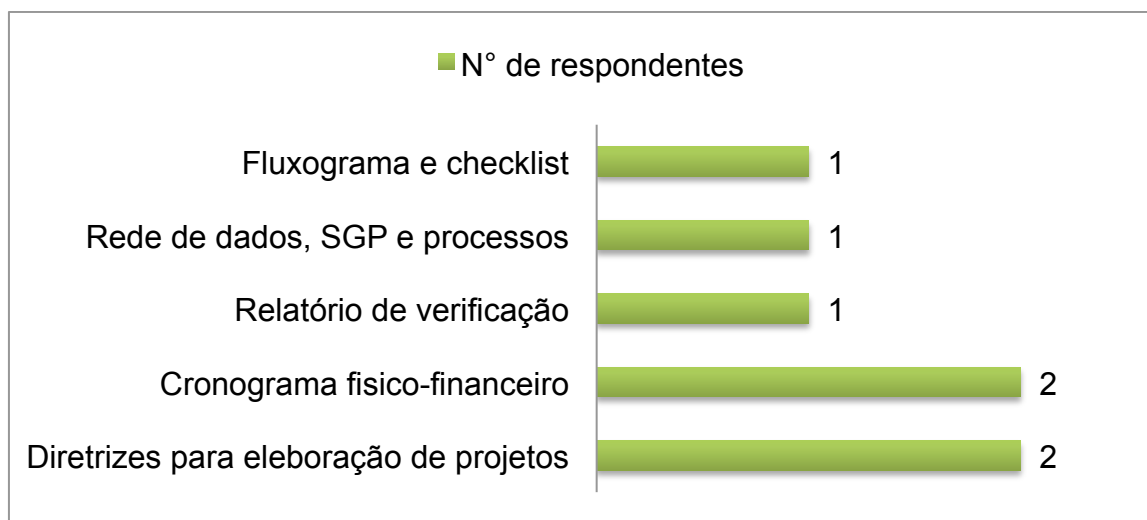 N° de respondentes
Fluxograma e checklist 1
Rede de dados, SGP e processos 1
Relatório de verificação 1
Cronograma fisico-financeiro 2
Diretrizes para eleboração de projetos 2